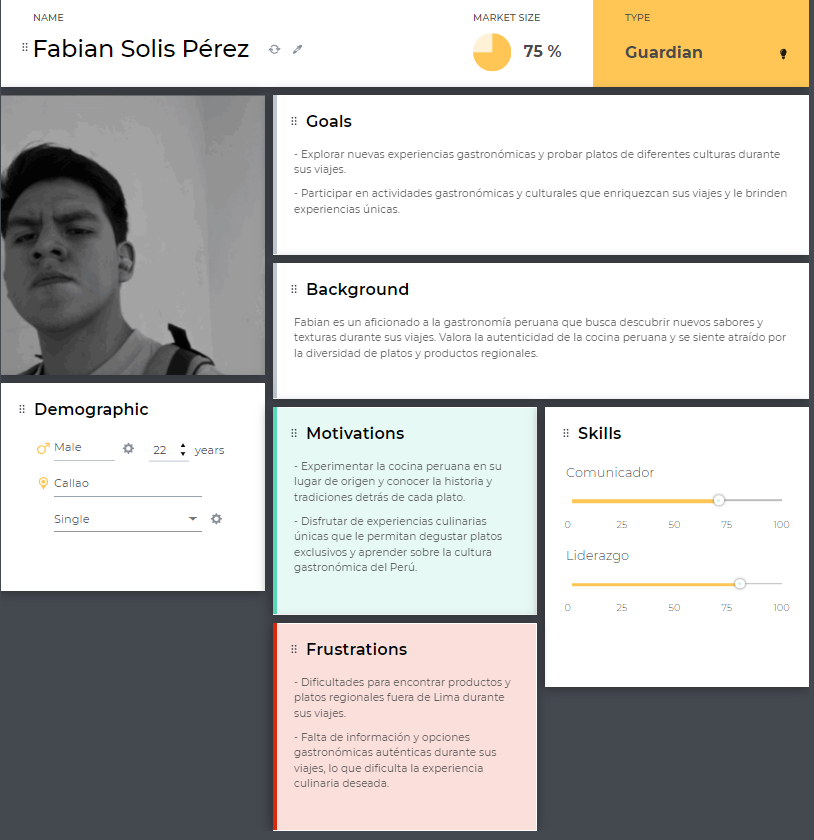 NAME
Fabian Solis Pérez
MARKET SIZE
75 %
TYPE
Guardian
Goals
- Explorar nuevas experiencias gastronómicas y probar platos de diferentes culturas durante
sus viajes.
- Participar en actividades gastronómicas y culturales que enriquezcan sus viajes y le brinden
experiencias únicas.
Background
Fabian es un aficionado a la gastronomía peruana que busca descubrir nuevos sabores y
texturas durante sus viajes. Valora la autenticidad de la cocina peruana y se siente atraído por
la diversidad de platos y productos regionales.
Demographic
Male 22 years
Callao
Single
Motivations
- Experimentar la cocina peruana en su
lugar de origen y conocer la historia y
tradiciones detrás de cada plato.
- Disfrutar de experiencias culinarias
únicas que le permitan degustar platos
exclusivos y aprender sobre la cultura
gastronómica del Perú.
Skills
Comunicador
0 25 50 75 100
Liderazgo
0 25 50 75 100
Frustrations
- Dificultades para encontrar productos y
platos regionales fuera de Lima durante
sus viajes.
- Falta de información y opciones
gastronómicas auténticas durante sus
viajes, lo que dificulta la experiencia
culinaria deseada.